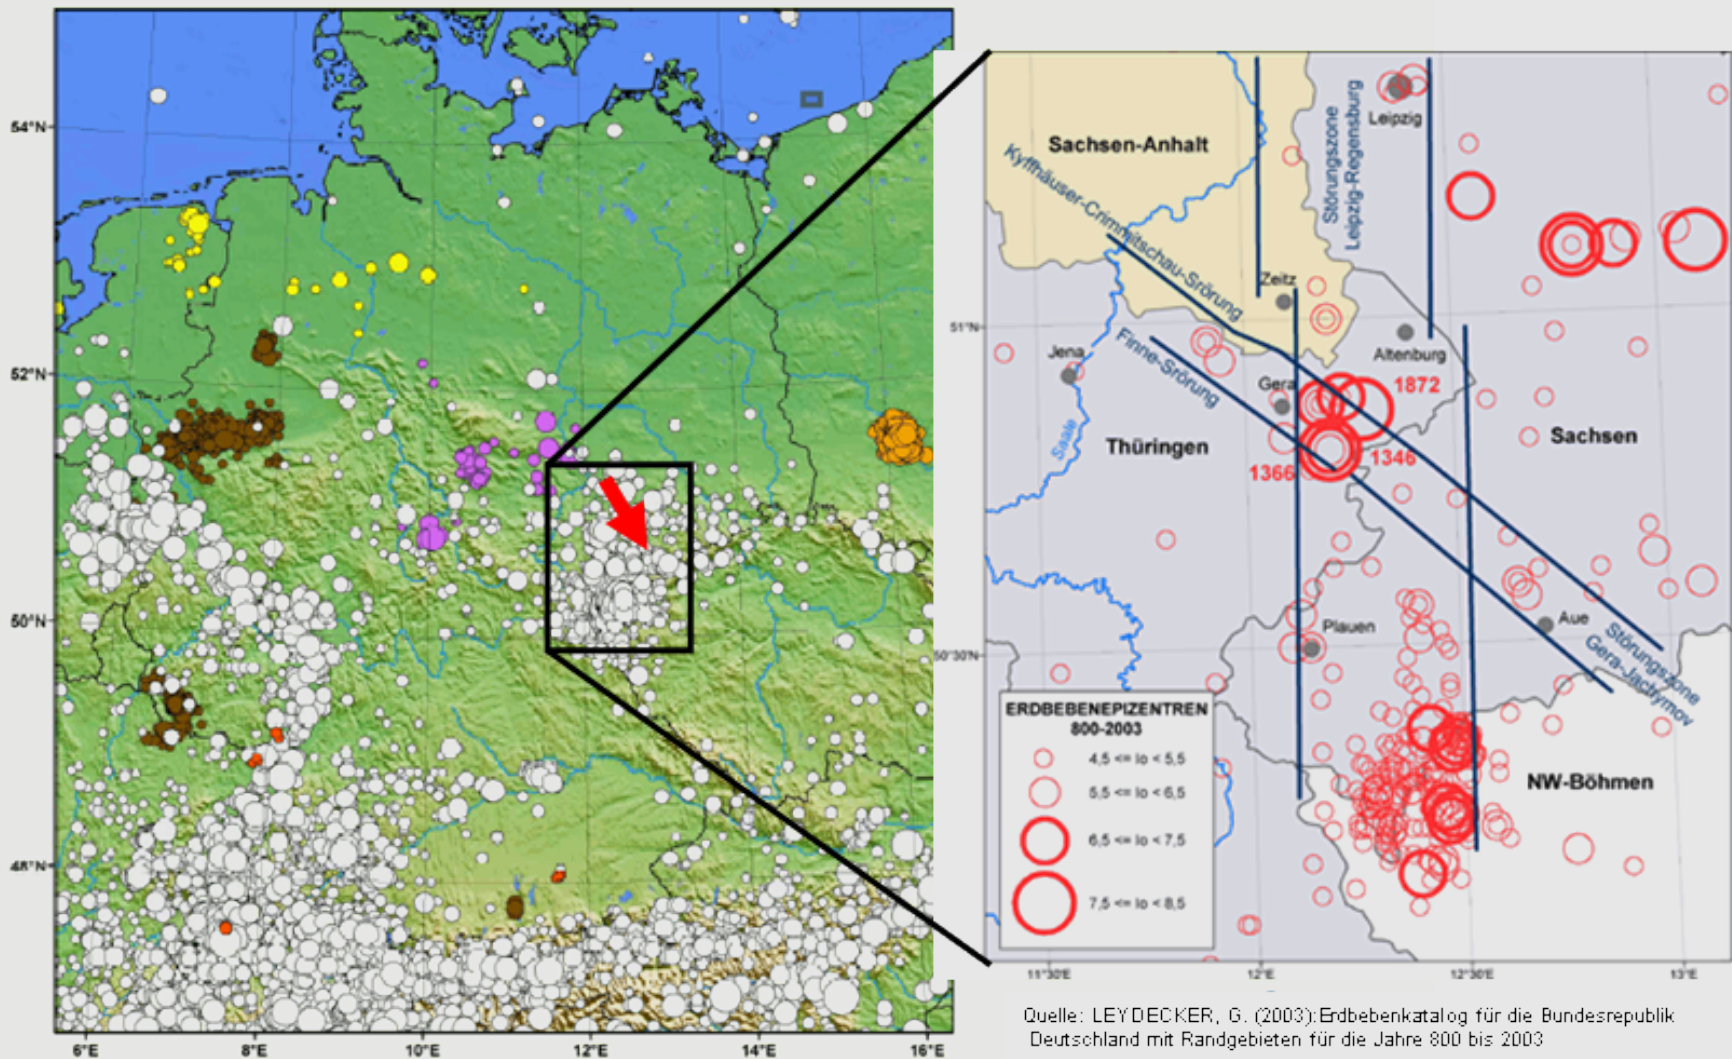 54°N
52°N
50°N
48°N
6°E
8°E
10°E
12°E
14°E
16°E
Sachsen-Anhalt
Kyffhäuser-Crimmitschau-Srörung
Störungszone
Leipzig-Regensburg
Leipzig
Zeitz
51°N
Jena
Finne-Srörung
Altenburg
Gera
1872
Saale
Thüringen
Sachsen
1366
1346
Plauen
Aue
50°30'N
Störungszone
Gera-Jachymov
ERDBEBENEPIZENTREN
800-2003
4,5 <= Io < 5,5
5,5 <= Io < 6,5
6,5 <= Io < 7,5
7,5 <= Io < 8,5
NW-Böhmen
11°30'E
12°E
12°30'E
13°E
Quelle: LEYDECKER, G. (2003):Erdbebenkatalog für die Bundesrepublik
Deutschland mit Randgebieten für die Jahre 800 bis 2003